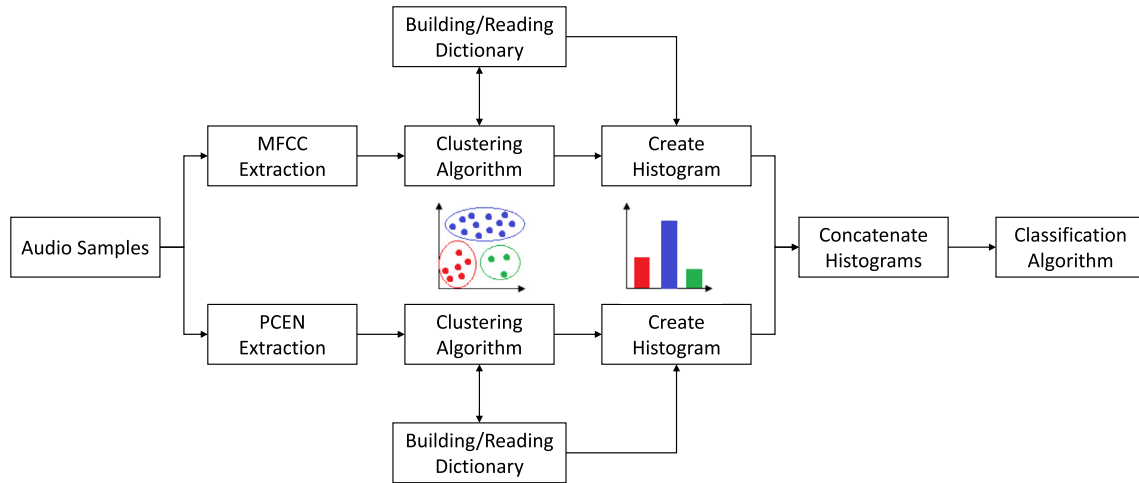 Building/Reading
Dictionary
MFCC
Extraction
Clustering
Algorithm
Create
Histogram
Audio Samples
Concatenate
Histograms
Classification
Algorithm
PCEN
Extraction
Clustering
Algorithm
Create
Histogram
Building/Reading
Dictionary